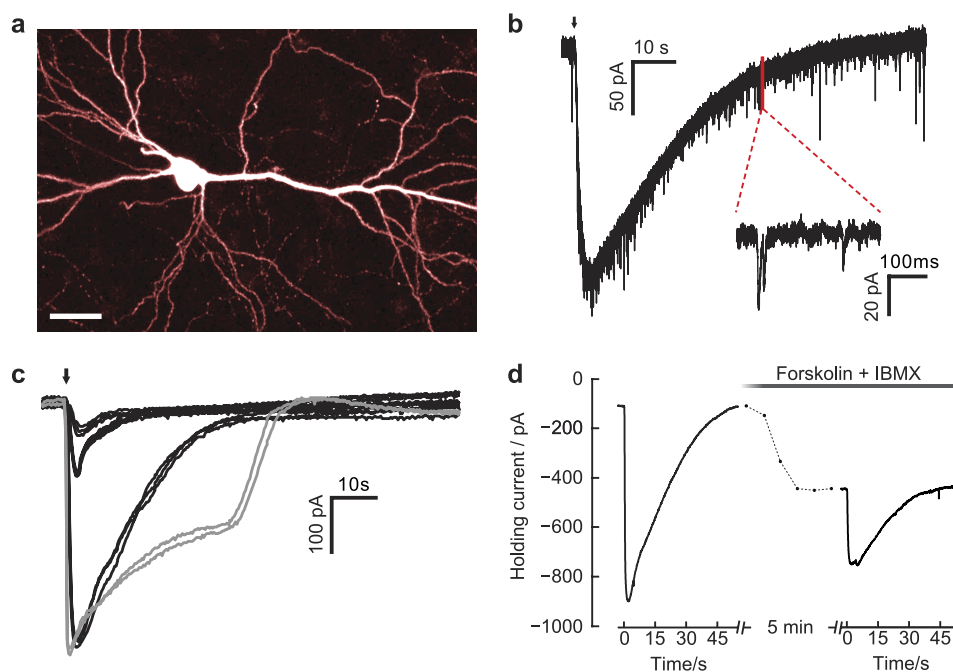 a
b
10 s
50 pA
100ms
20 pA
c
10s
100 pA
d
Forskolin + IBMX
Holding current / pA
0
−200
−400
−600
−800
−1000
0 15 30 45
5 min
0 15 30 45
Time/s
Time/s